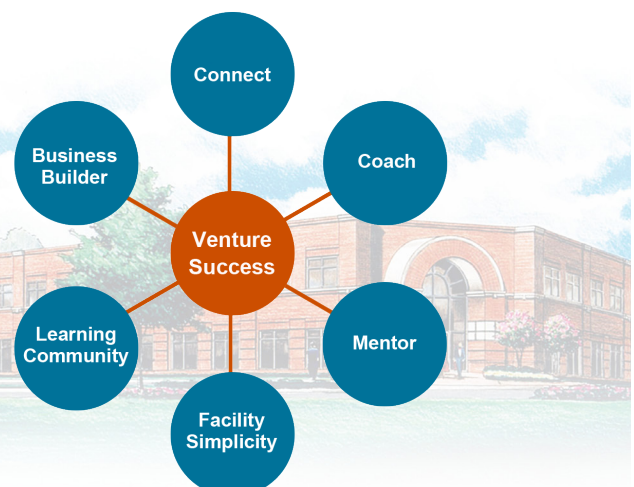 Connect
Coach
Business
Builder
Venture
Success
Mentor
Learning
Community
Facility
Simplicity